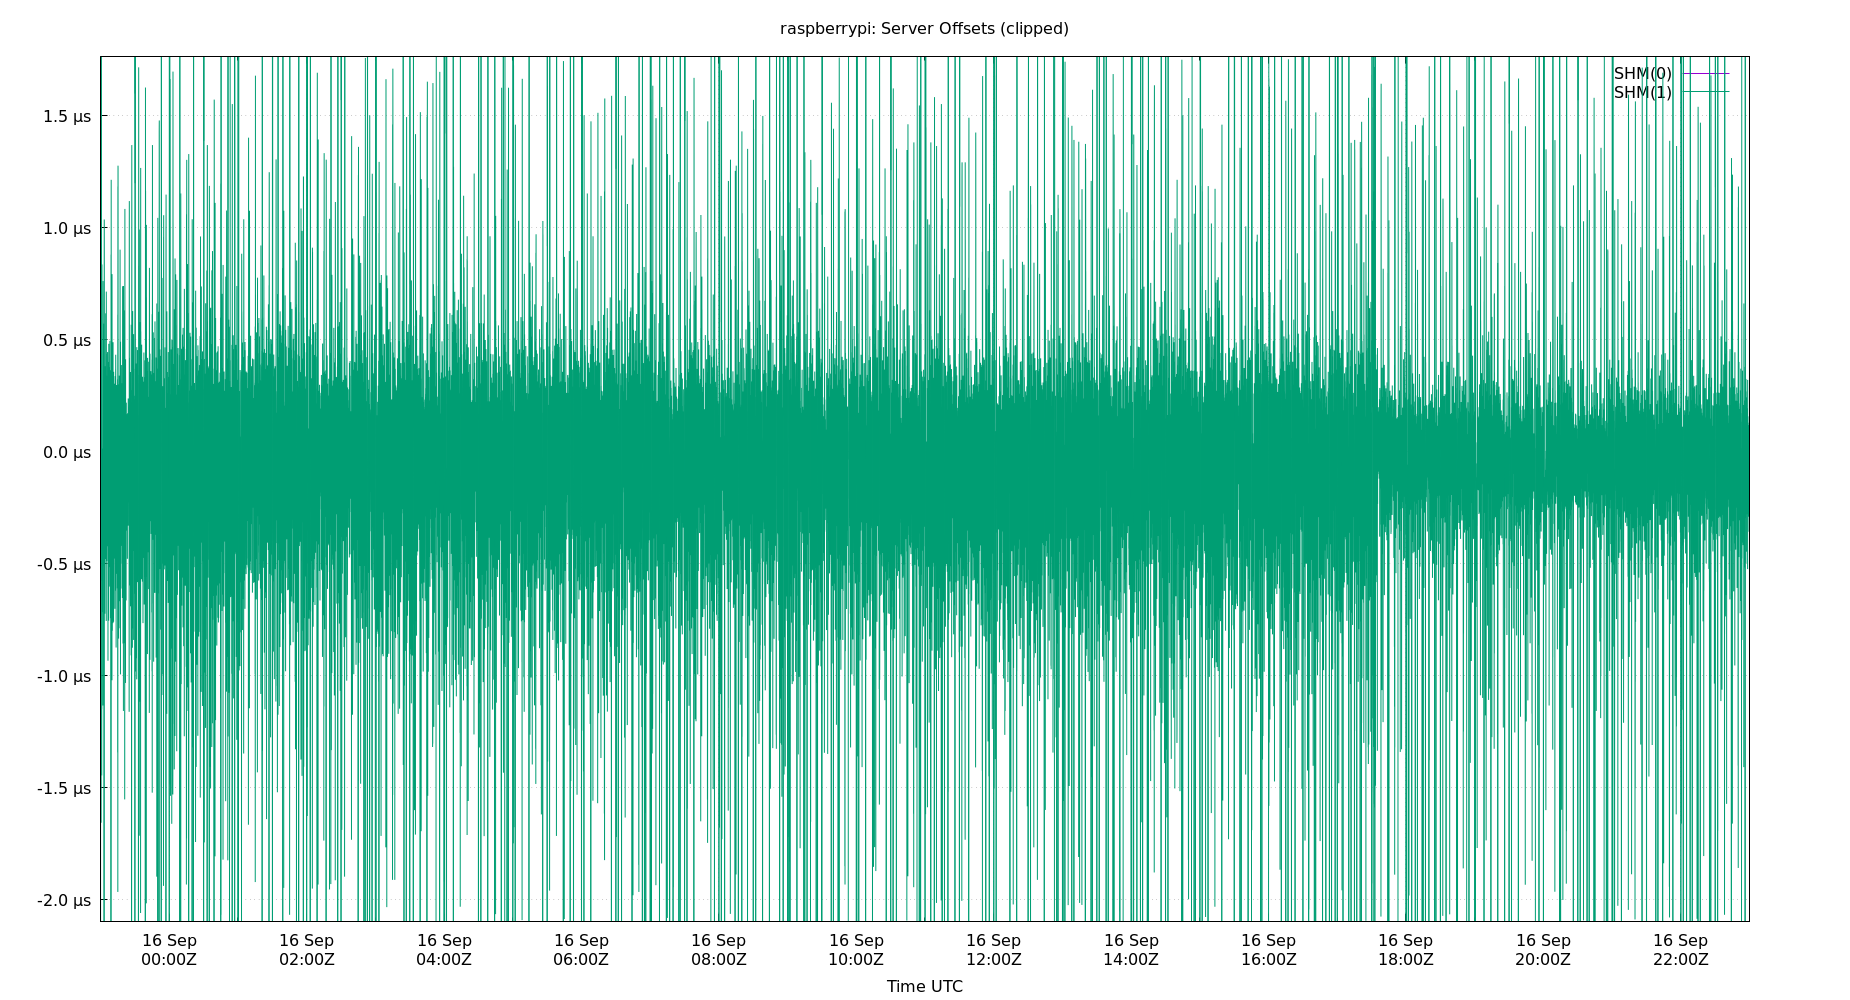 raspberrypi: Server Offsets (clipped)
SHM(0)
SHM(1)
1.5 µs
1.0 µs
0.5 µs
0.0 µs
-0.5 µs
-1.0 µs
-1.5 µs
-2.0 µs
16 Sep 16 Sep 16 Sep 16 Sep 16 Sep 16 Sep 16 Sep 16 Sep 16 Sep 16 Sep 16 Sep 16 Sep
00:00Z 02:00Z 04:00Z 06:00Z 08:00Z 10:00Z 12:00Z 14:00Z 16:00Z 18:00Z 20:00Z 22:00Z
Time UTC